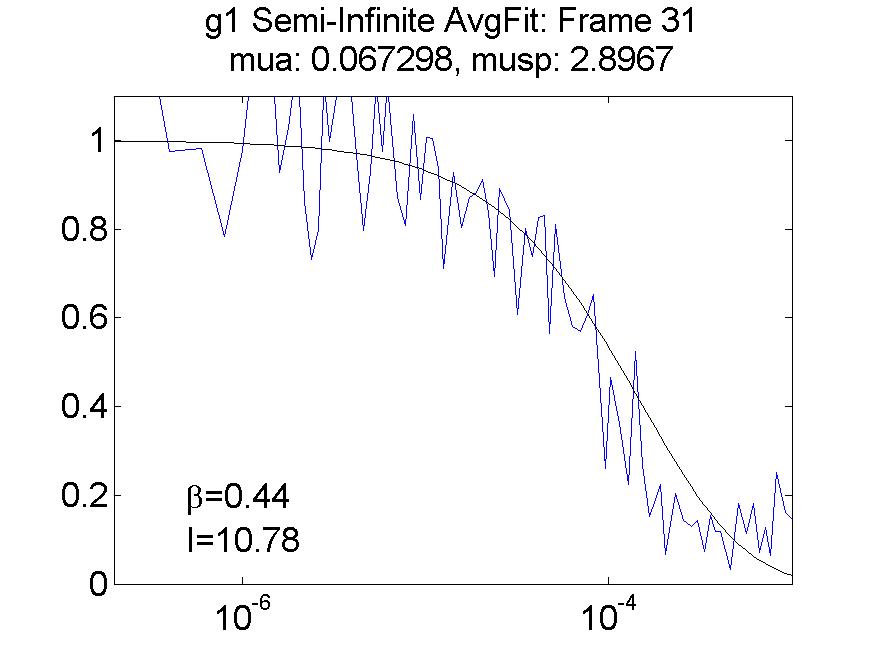 g1 Semi-Infinite AvgFit: Frame 31
mua: 0.067298, musp: 2.8967
1
0.8
0.6
0.4
0.2
0
β=0.44
I=10.78
10^-6
10^-4